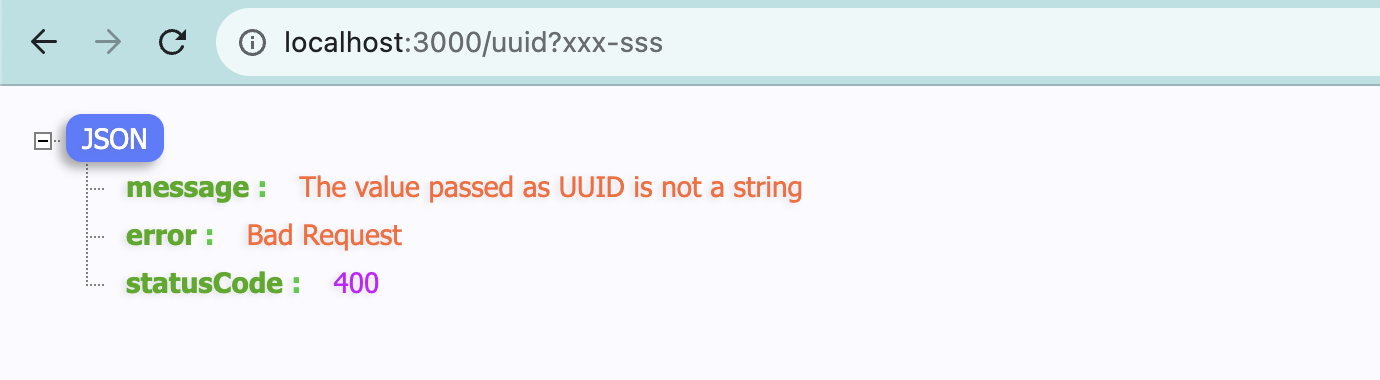 localhost:3000/uuid?xxx-sss
JSON
message : The value passed as UUID is not a string
error : Bad Request
statusCode : 400